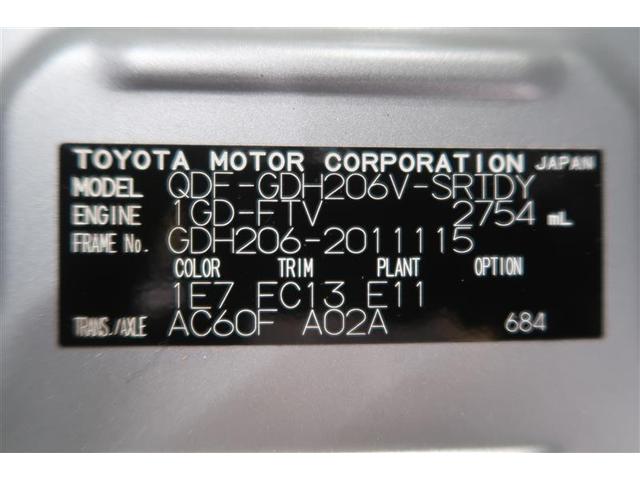 TOYOTA MOTOR CORPORATION JAPAN
MODEL QDF-GDH206V-SRTDY
ENGINE 1GD-FTV 2754 mL
FRAME No. GDH206-2011115
COLOR TRIM PLANT OPTION
1E7 FC13 E11
TRANS./AXLE AC60F A02A 684